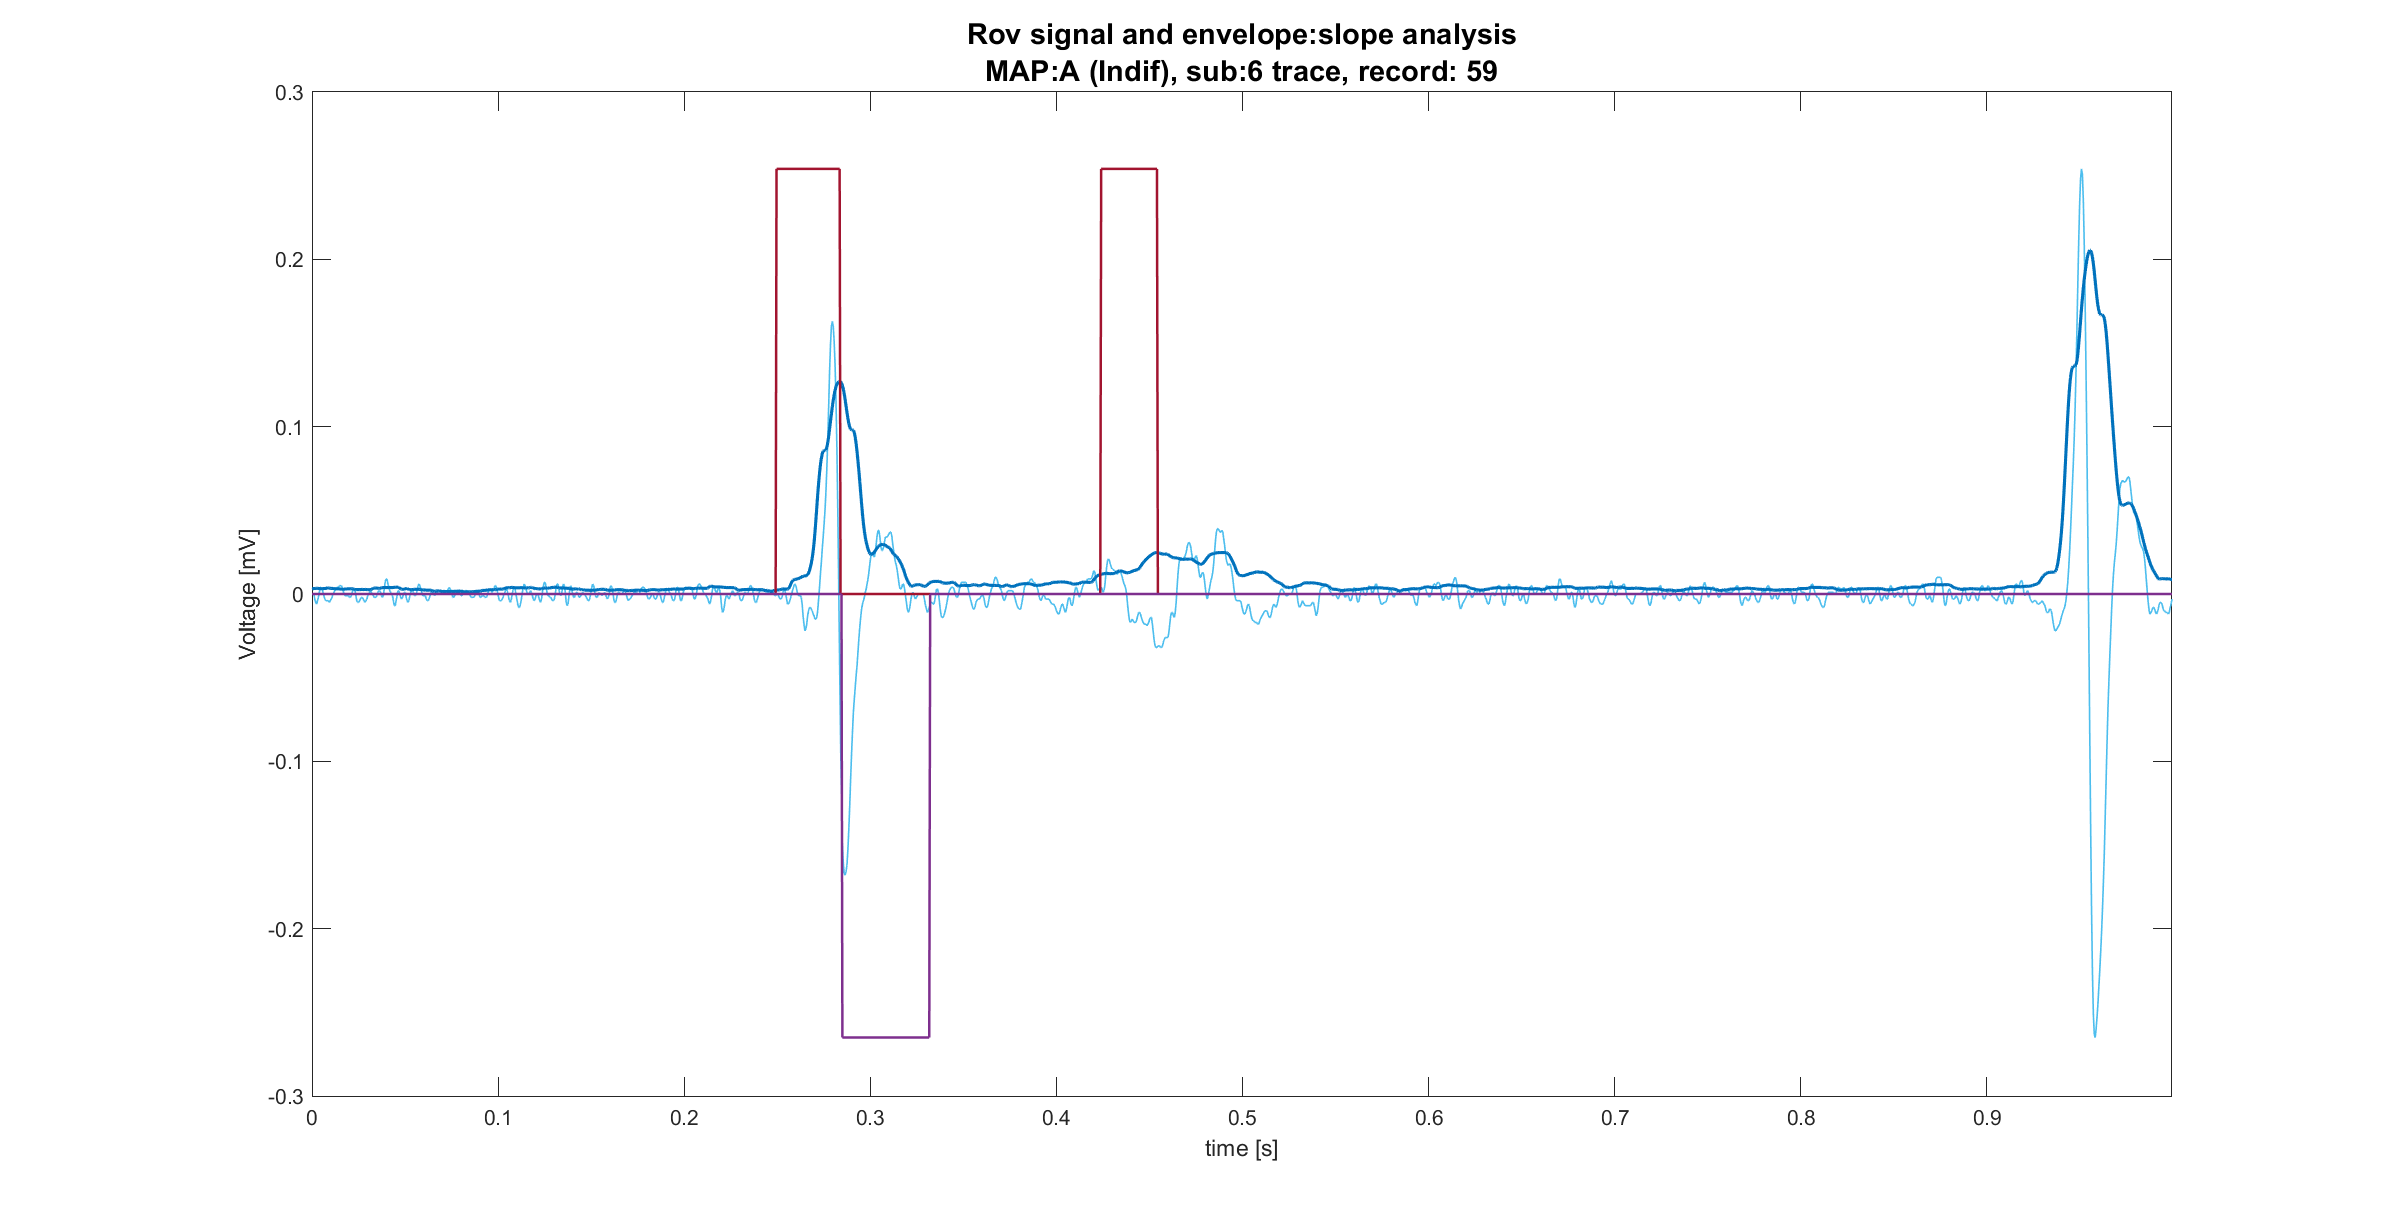 Rov signal and envelope:slope analysis
MAP:A (Indif), sub:6 trace, record: 59
0.3
0.2
0.1
0
-0.1
-0.2
-0.3
Voltage [mV]
0 0.1 0.2 0.3 0.4 0.5 0.6 0.7 0.8 0.9
time [s]